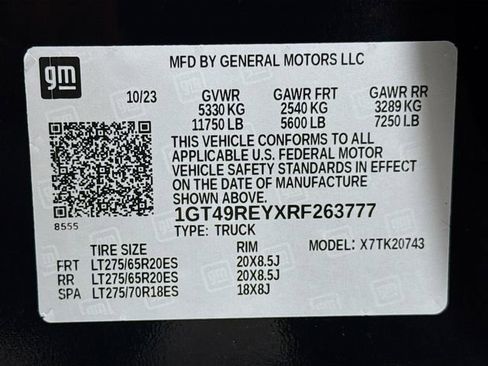 gm
MFD BY GENERAL MOTORS LLC
10/23 GVWR GAWR FRT GAWR RR
5330 KG 2540 KG 3289 KG
11750 LB 5600 LB 7250 LB
THIS VEHICLE CONFORMS TO ALL
APPLICABLE U.S. FEDERAL MOTOR
VEHICLE SAFETY STANDARDS IN EFFECT
ON THE DATE OF MANUFACTURE
SHOWN ABOVE.
8555
1GT49REYXRF263777
TYPE: TRUCK
TIRE SIZE RIM MODEL: X7TK20743
FRT LT275/65R20ES 20X8.5J
RR LT275/65R20ES 20X8.5J
SPA LT275/70R18ES 18X8J